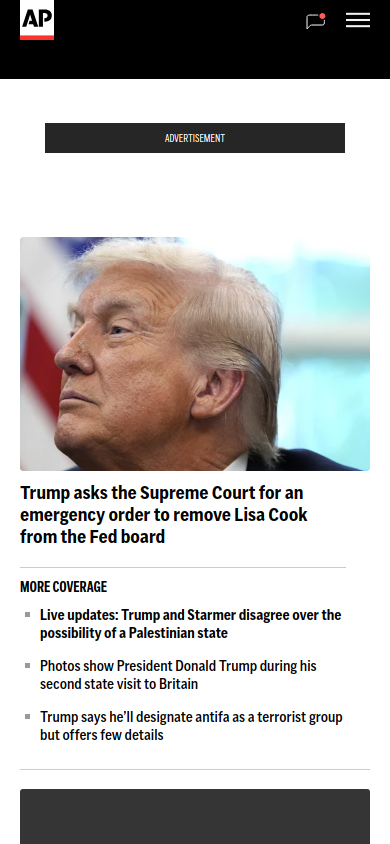 AP
ADVERTISEMENT
Trump asks the Supreme Court for an
emergency order to remove Lisa Cook
from the Fed board
MORE COVERAGE
Live updates: Trump and Starmer disagree over the
possibility of a Palestinian state
Photos show President Donald Trump during his
second state visit to Britain
Trump says he’ll designate antifa as a terrorist group
but offers few details